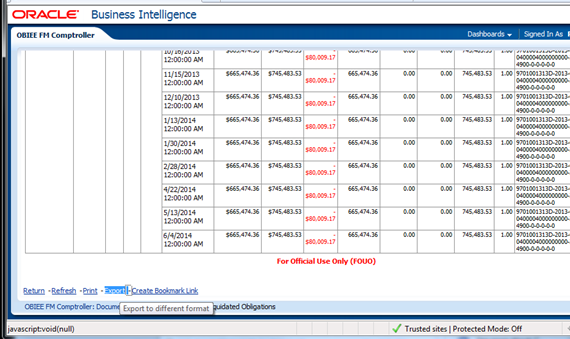 ORACLE Business Intelligence
OBIEE FM Comptroller Dashboards Signed In As
10/16/2013 12:00:00 AM $665,474.36 $745,483.53 -$80,009.17 665,474.36 0.00 0.00 745,483.53 1.00 9701001313D-2013-0400004000000000-4900-0-0-0-0-0
11/15/2013 12:00:00 AM $665,474.36 $745,483.53 -$80,009.17 665,474.36 0.00 0.00 745,483.53 1.00 9701001313D-2013-0400004000000000-4900-0-0-0-0-0
12/10/2013 12:00:00 AM $665,474.36 $745,483.53 -$80,009.17 665,474.36 0.00 0.00 745,483.53 1.00 9701001313D-2013-0400004000000000-4900-0-0-0-0-0
1/13/2014 12:00:00 AM $665,474.36 $745,483.53 -$80,009.17 665,474.36 0.00 0.00 745,483.53 1.00 9701001313D-2013-0400004000000000-4900-0-0-0-0-0
1/30/2014 12:00:00 AM $665,474.36 $745,483.53 -$80,009.17 665,474.36 0.00 0.00 745,483.53 1.00 9701001313D-2013-0400004000000000-4900-0-0-0-0-0
2/28/2014 12:00:00 AM $665,474.36 $745,483.53 -$80,009.17 665,474.36 0.00 0.00 745,483.53 1.00 9701001313D-2013-0400004000000000-4900-0-0-0-0-0
4/22/2014 12:00:00 AM $665,474.36 $745,483.53 -$80,009.17 665,474.36 0.00 0.00 745,483.53 1.00 9701001313D-2013-0400004000000000-4900-0-0-0-0-0
5/13/2014 12:00:00 AM $665,474.36 $745,483.53 -$80,009.17 665,474.36 0.00 0.00 745,483.53 1.00 9701001313D-2013-0400004000000000-4900-0-0-0-0-0
6/4/2014 12:00:00 AM $665,474.36 $745,483.53 -$80,009.17 665,474.36 0.00 0.00 745,483.53 1.00 9701001313D-2013-0400004000000000-4900-0-0-0-0-0
For Official Use Only (FOUO)
Return - Refresh - Print - Export - Create Bookmark Link
Export to different format
OBIEE FM Comptroller: Docume quidated Obligations
javascript:void(null) Trusted sites | Protected Mode: Off